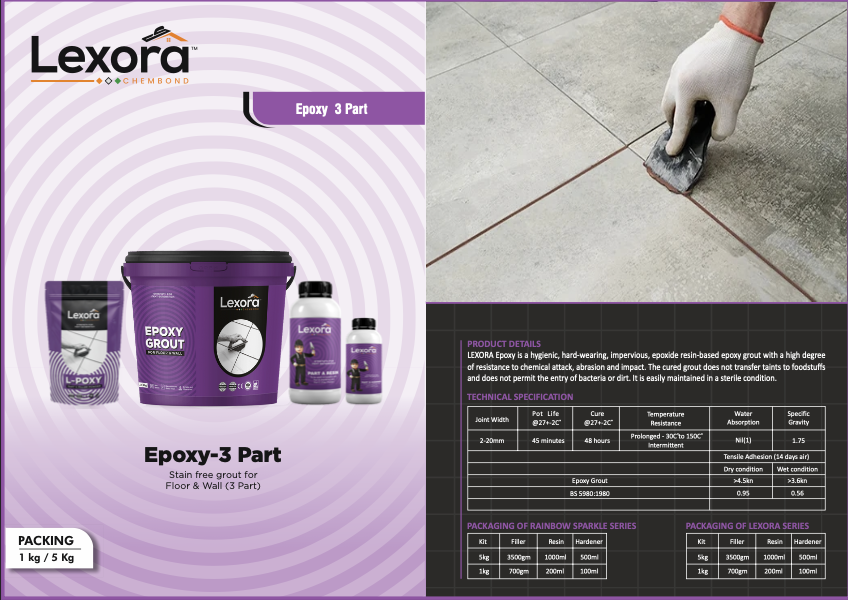 Lexora™
CHEMBOND
Epoxy 3 Part
Lexora
EPOXY
GROUT
FOR FLOOR & WALL
Lexora
L-POXY
Lexora
PART A RESIN
Lexora
Epoxy-3 Part
Stain free grout for
Floor & Wall (3 Part)
PACKING
1 kg / 5 Kg
PRODUCT DETAILS
LEXORA Epoxy is a hygienic, hard-wearing, impervious, epoxide resin-based epoxy grout with a high degree
of resistance to chemical attack, abrasion and impact. The cured grout does not transfer taints to foodstuffs
and does not permit the entry of bacteria or dirt. It is easily maintained in a sterile condition.
TECHNICAL SPECIFICATION
Joint Width Pot Life @27+-2C° Cure @27+-2C° Temperature Resistance Water Absorption Specific Gravity
2-20mm 45 minutes 48 hours Prolonged - 30C°to 150C° Intermittent Nil(1) 1.75
Tensile Adhesion (14 days air)
Dry condition Wet condition
Epoxy Grout >4.5kn >3.6kn
BS 5980:1980 0.95 0.56
PACKAGING OF RAINBOW SPARKLE SERIES
Kit Filler Resin Hardener
5kg 3500gm 1000ml 500ml
1kg 700gm 200ml 100ml
PACKAGING OF LEXORA SERIES
Kit Filler Resin Hardener
5kg 3500gm 1000ml 500ml
1kg 700gm 200ml 100ml